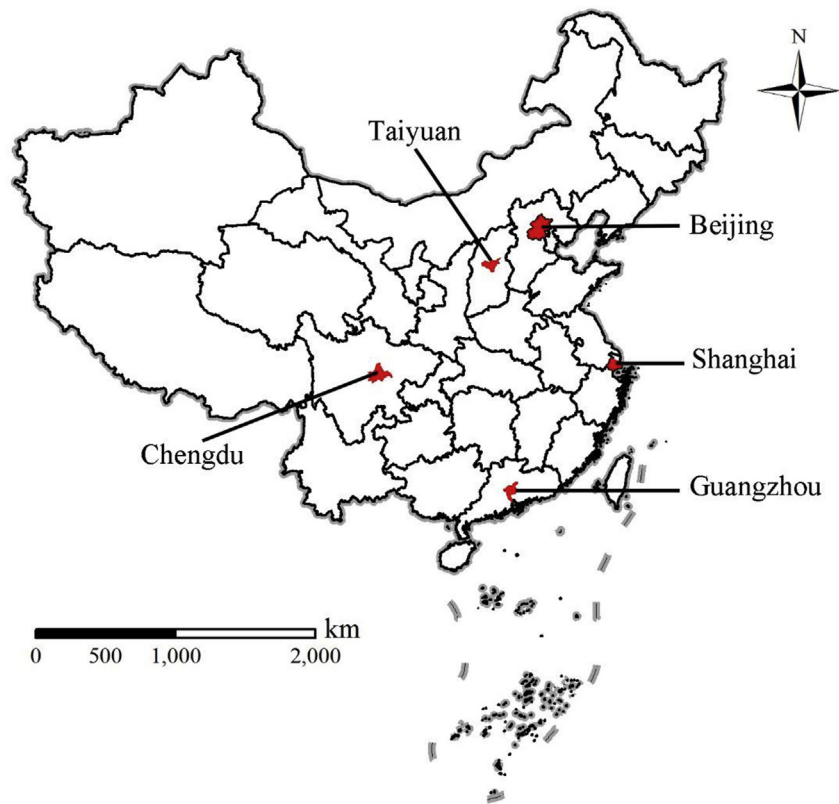 N
Taiyuan
Beijing
Shanghai
Chengdu
Guangzhou
km
0 500 1,000 2,000